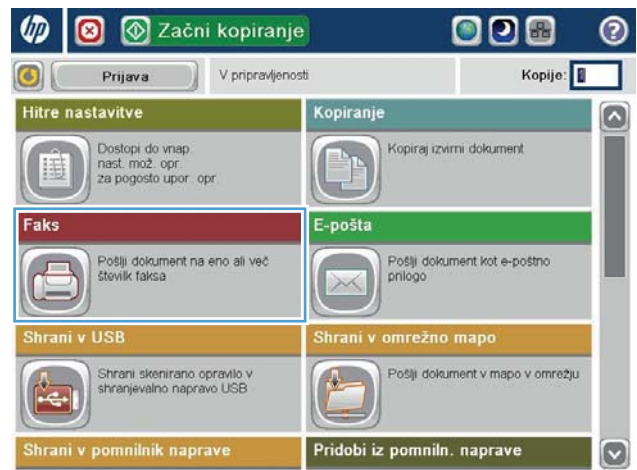 hp Začni kopiranje ?
Prijava V pripravljenosti Kopije: 1
Hitre nastavitve
Dostopi do vnap.
nast. mož. opr.
za pogosto upor. opr.
Kopiranje
Kopiraj izvirni dokument
Faks
Pošlji dokument na eno ali več
številk faksa
E-pošta
Pošlji dokument kot e-poštno
prilogo
Shrani v USB
Shrani skenirano opravilo v
shranjevalno napravo USB
Shrani v omrežno mapo
Pošlji dokument v mapo v omrežju
Shrani v pomnilnik naprave
Pridobi iz pomniln. naprave